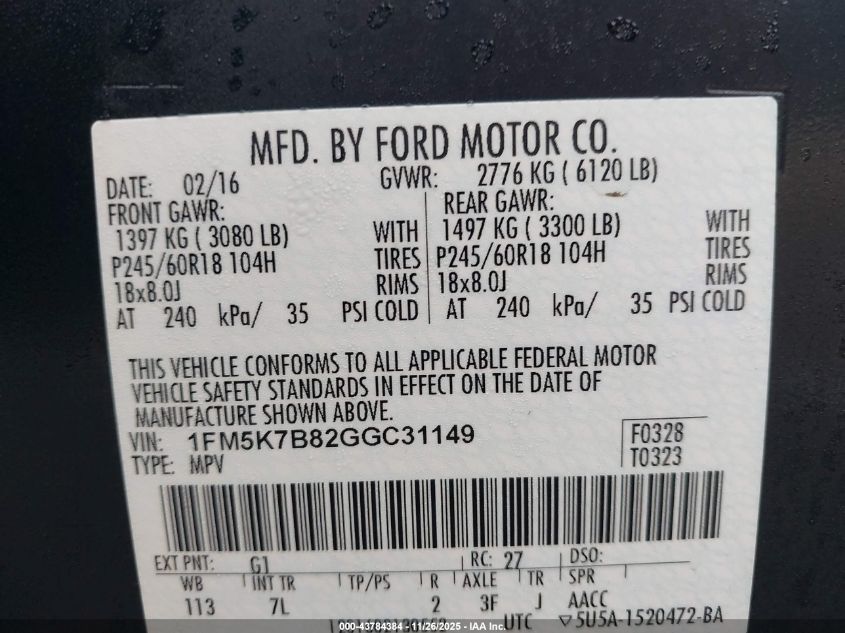 MFD. BY FORD MOTOR CO.
DATE: 02/16 GVWR: 2776 KG ( 6120 LB)
FRONT GAWR: REAR GAWR:
1397 KG ( 3080 LB) WITH 1497 KG ( 3300 LB) WITH
P245/60R18 104H TIRES P245/60R18 104H TIRES
18x8.0J RIMS 18x8.0J RIMS
AT 240 kPa/ 35 PSI COLD AT 240 kPa/ 35 PSI COLD
THIS VEHICLE CONFORMS TO ALL APPLICABLE FEDERAL MOTOR
VEHICLE SAFETY STANDARDS IN EFFECT ON THE DATE OF
MANUFACTURE SHOWN ABOVE.
VIN: 1FM5K7B82GGC31149 F0328
TYPE: MPV T0323
EXT PNT: G1 RC: 27 DSO:
WB INT TR TP/PS R AXLE TR SPR
113 7L 2 3F J AACC
UTC ▽5U5A-1520472-BA
000-43784384 - 11/26/2025 - IAA Inc.